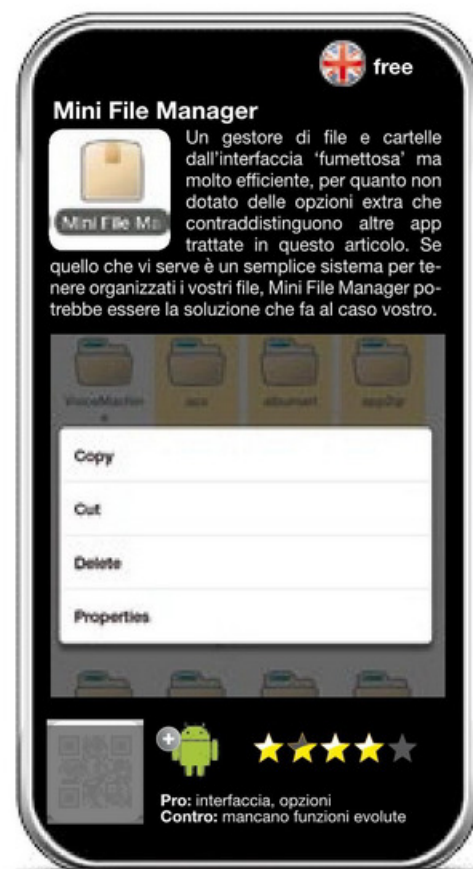 free
Mini File Manager
Un gestore di file e cartelle
dall'interfaccia 'fumettosa' ma
molto efficiente, per quanto non
dotato delle opzioni extra che
contraddistinguono altre app
trattate in questo articolo. Se
quello che vi serve è un semplice sistema per te-
nere organizzati i vostri file, Mini File Manager po-
trebbe essere la soluzione che fa al caso vostro.
Mini File Ma
VoiceMachin
e
albumart
app2zip
Copy
Cut
Delete
Properties
Pro: interfaccia, opzioni
Contro: mancano funzioni evolute